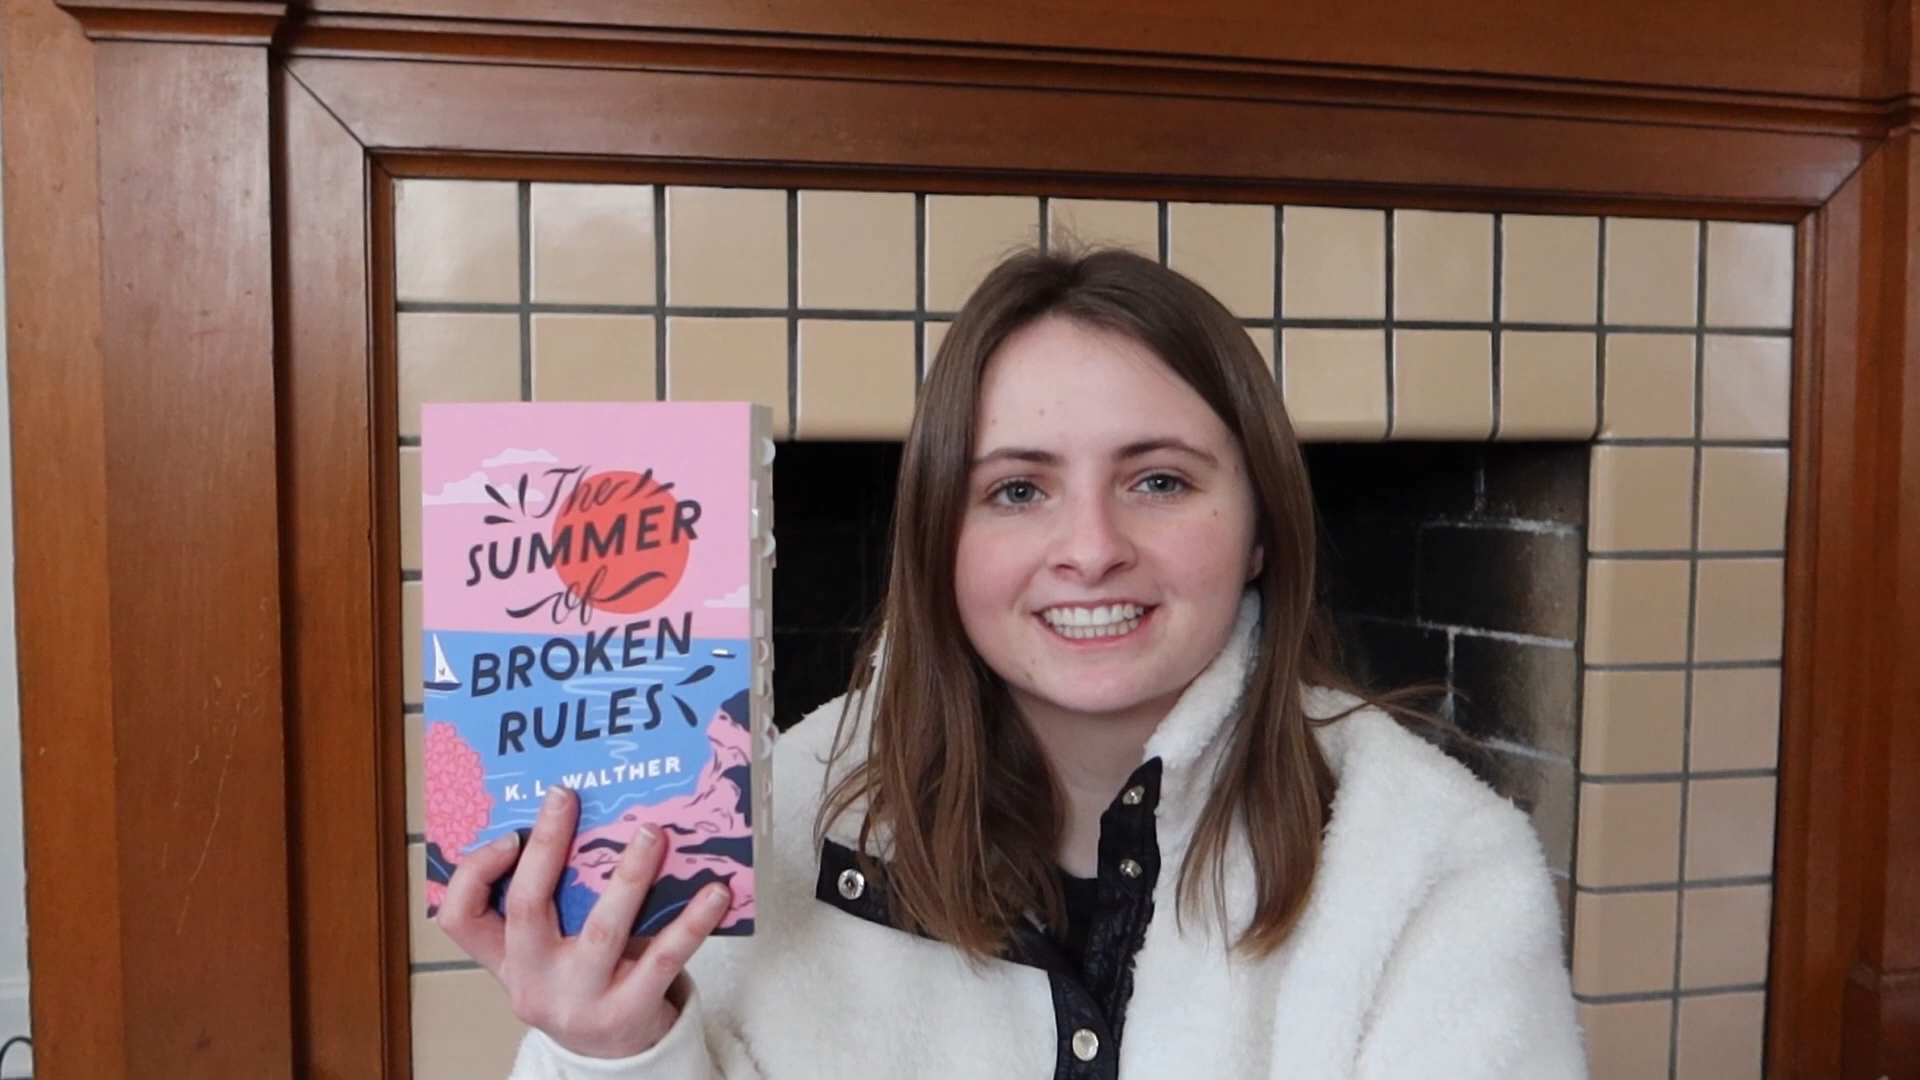 The
SUMMER
of
BROKEN
RULES
K. L. WALTHER